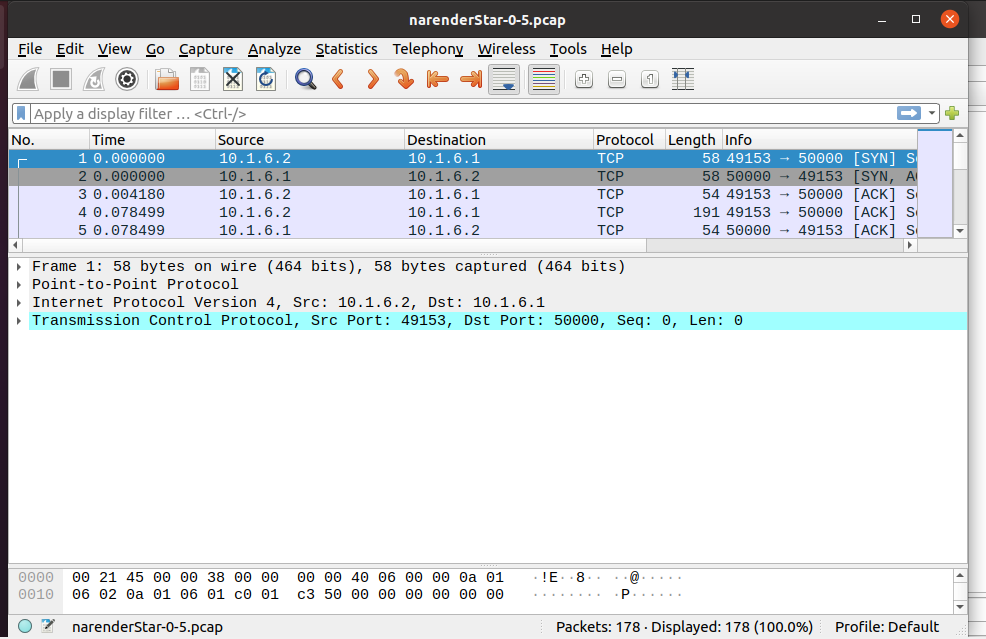 narenderStar-0-5.pcap
File Edit View Go Capture Analyze Statistics Telephony Wireless Tools Help
Apply a display filter … <Ctrl-/>
No. Time Source Destination Protocol Length Info
1 0.000000 10.1.6.2 10.1.6.1 TCP 58 49153 → 50000 [SYN] S
2 0.000000 10.1.6.1 10.1.6.2 TCP 58 50000 → 49153 [SYN, A
3 0.004180 10.1.6.2 10.1.6.1 TCP 54 49153 → 50000 [ACK] S
4 0.078499 10.1.6.2 10.1.6.1 TCP 191 49153 → 50000 [ACK] S
5 0.078499 10.1.6.1 10.1.6.2 TCP 54 50000 → 49153 [ACK] S
Frame 1: 58 bytes on wire (464 bits), 58 bytes captured (464 bits)
Point-to-Point Protocol
Internet Protocol Version 4, Src: 10.1.6.2, Dst: 10.1.6.1
Transmission Control Protocol, Src Port: 49153, Dst Port: 50000, Seq: 0, Len: 0
0000 00 21 45 00 00 38 00 00 00 00 40 06 00 00 0a 01 ·!E··8·· ··@·····
0010 06 02 0a 01 06 01 c0 01 c3 50 00 00 00 00 00 00 ········ ·P······
narenderStar-0-5.pcap Packets: 178 · Displayed: 178 (100.0%) Profile: Default